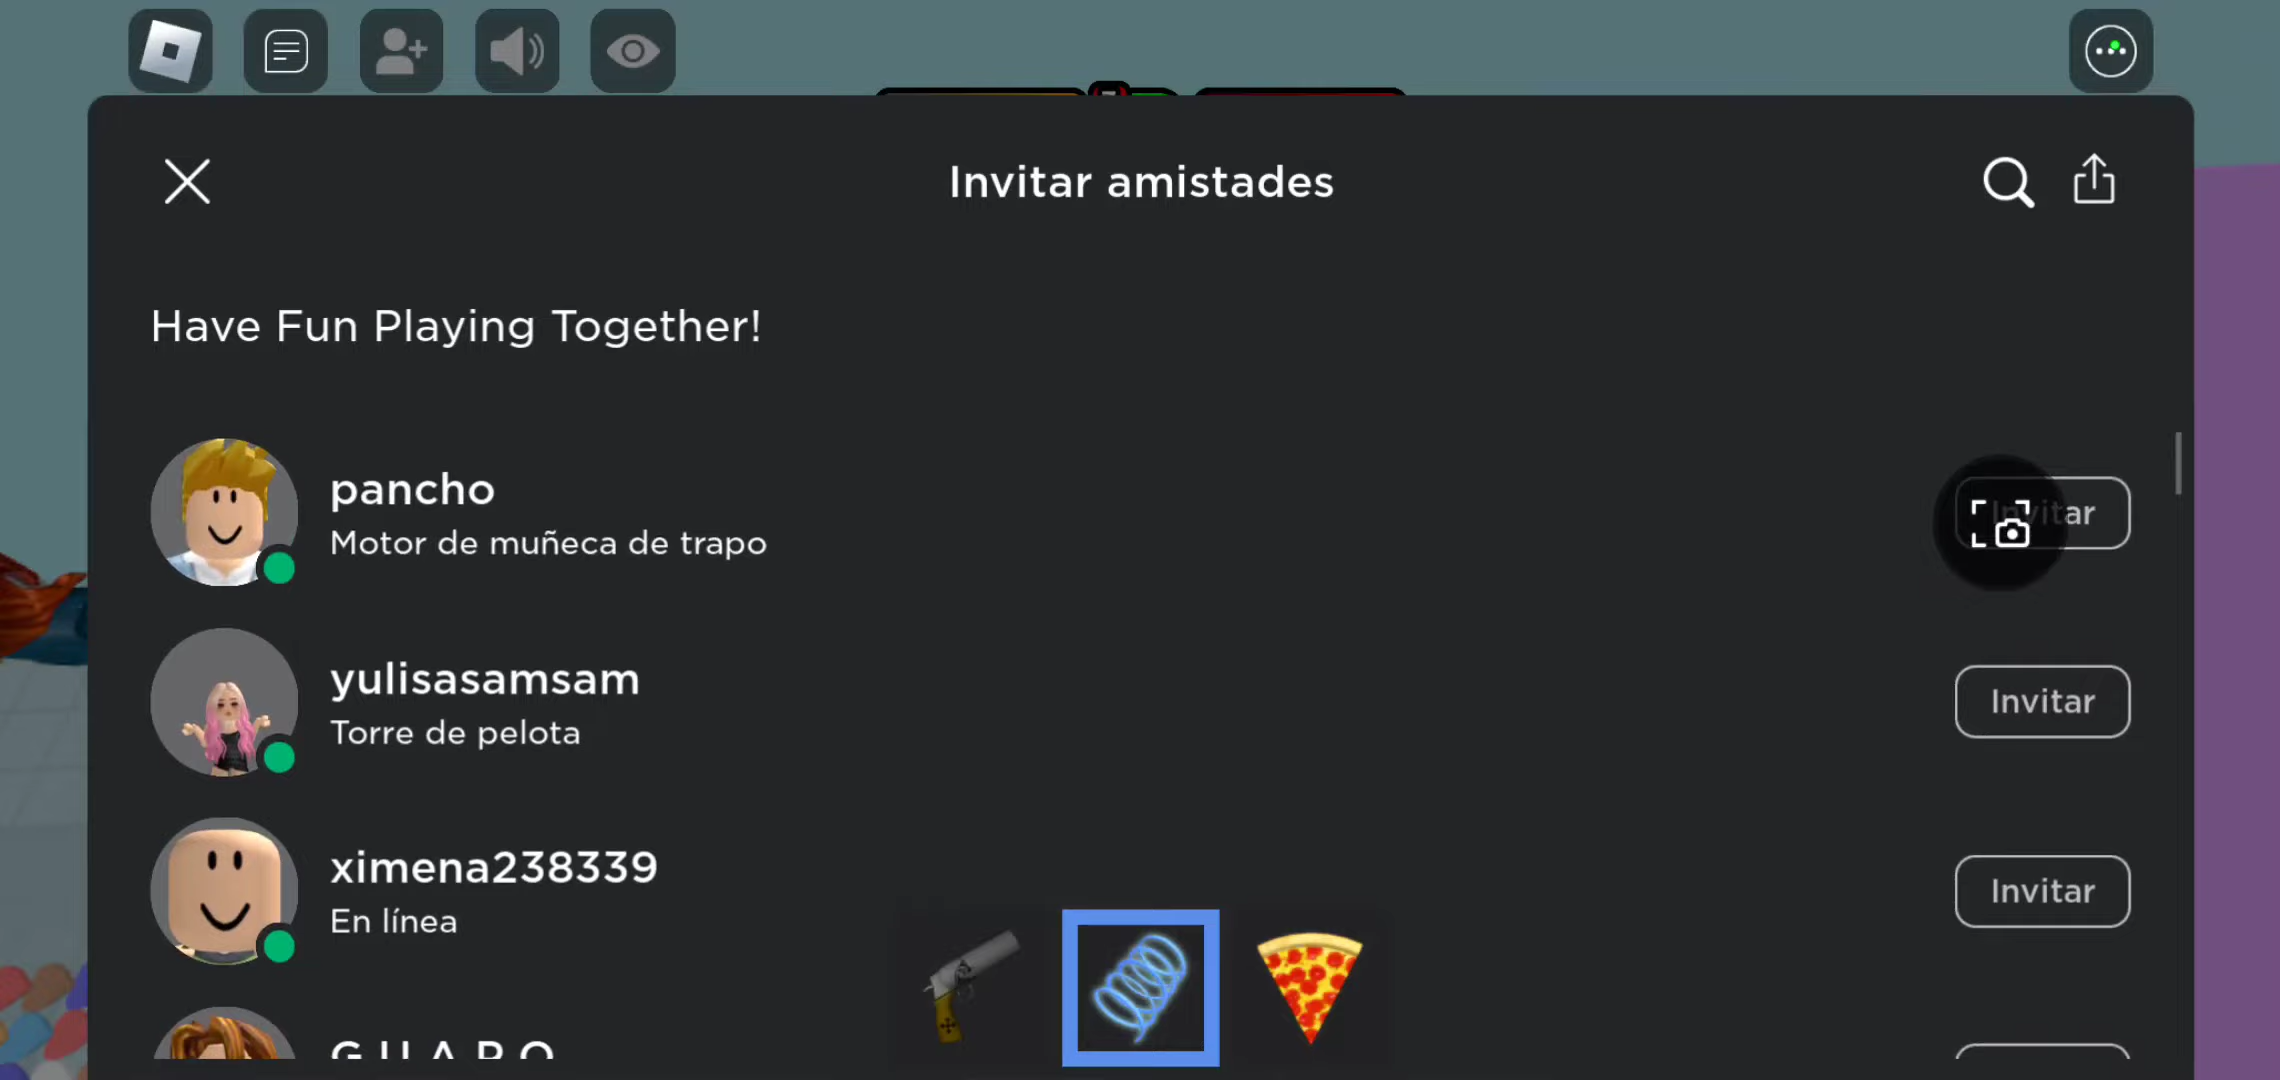 Invitar amistades
Have Fun Playing Together!
pancho
Motor de muñeca de trapo
yulisasamsam
Torre de pelota
Invitar
ximena238339
En línea
Invitar